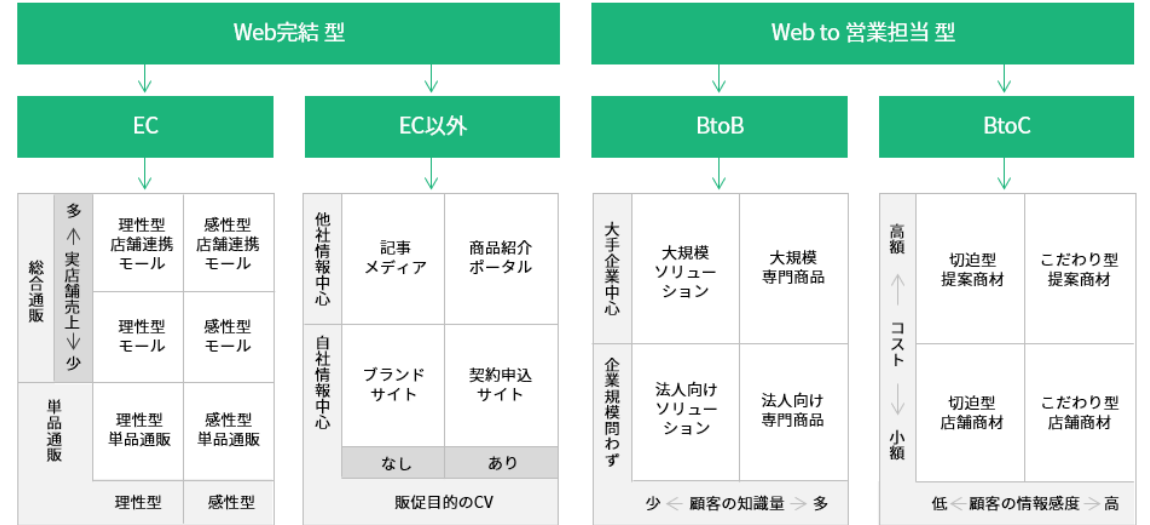 Web完結 型
Web to 営業担当 型
EC
EC以外
BtoB
BtoC
総合通販
多
↑
実店舗売上
↓
少
理性型
店舗連携
モール
感性型
店舗連携
モール
理性型
モール
感性型
モール
単品通販
理性型
単品通販
感性型
単品通販
理性型
感性型
他社情報中心
記事
メディア
商品紹介
ポータル
自社情報中心
ブランド
サイト
契約申込
サイト
なし
あり
販促目的のCV
大手企業中心
大規模
ソリュー
ション
大規模
専門商品
企業規模問わず
法人向け
ソリュー
ション
法人向け
専門商品
少 ← 顧客の知識量 → 多
高額
↑
コスト
↓
小額
切迫型
提案商材
こだわり型
提案商材
切迫型
店舗商材
こだわり型
店舗商材
低 ← 顧客の情報感度 → 高